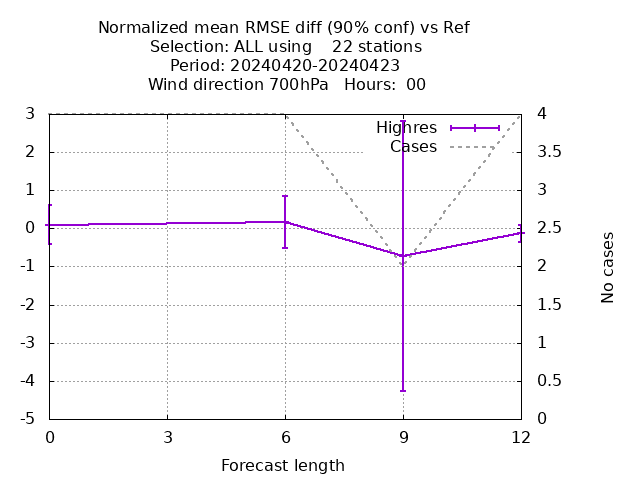 Normalized mean RMSE diff (90% conf) vs Ref
Selection: ALL using    22 stations
Period: 20240420-20240423
Wind direction 700hPa   Hours:  00
Highres
Cases
3
2
1
0
-1
-2
-3
-4
-5
4
3.5
3
2.5
2
1.5
1
0.5
0
No cases
0 3 6 9 12
Forecast length